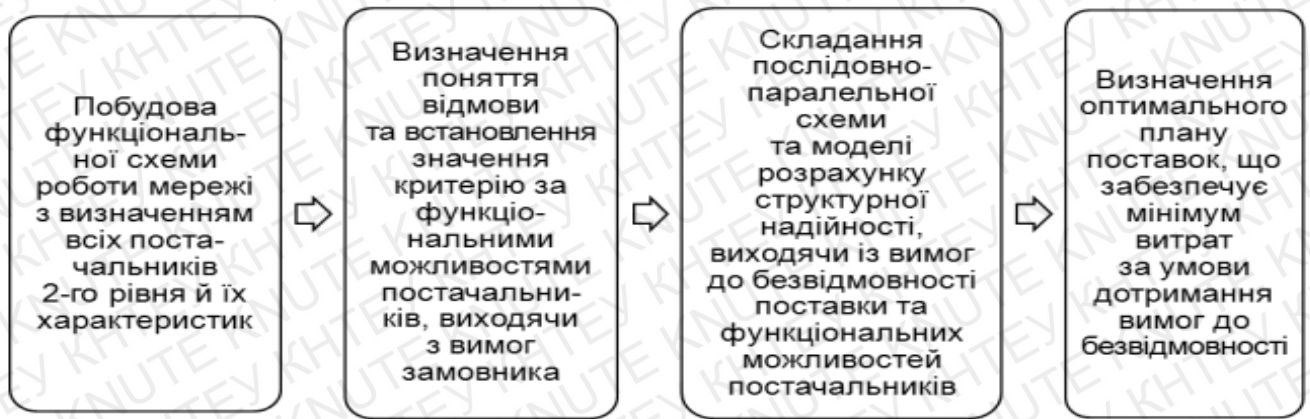 Побудова
функціональ-
ної схеми
роботи мережі
з визначенням
всіх поста-
чальників
2-го рівня й їх
характеристик
Визначення
поняття
відмови
та встановлення
значення
критерію за
функціо-
нальними
можливостями
постачальни-
ків, виходячи
з вимог
замовника
Складання
послідовно-
паралельної
схеми
та моделі
розрахунку
структурної
надійності,
виходячи із вимог
до безвідмовності
поставки та
функціональних
можливостей
постачальників
Визначення
оптимального
плану
поставок, що
забезпечує
мінімум
витрат
за умови
дотримання
вимог до
безвідмовності